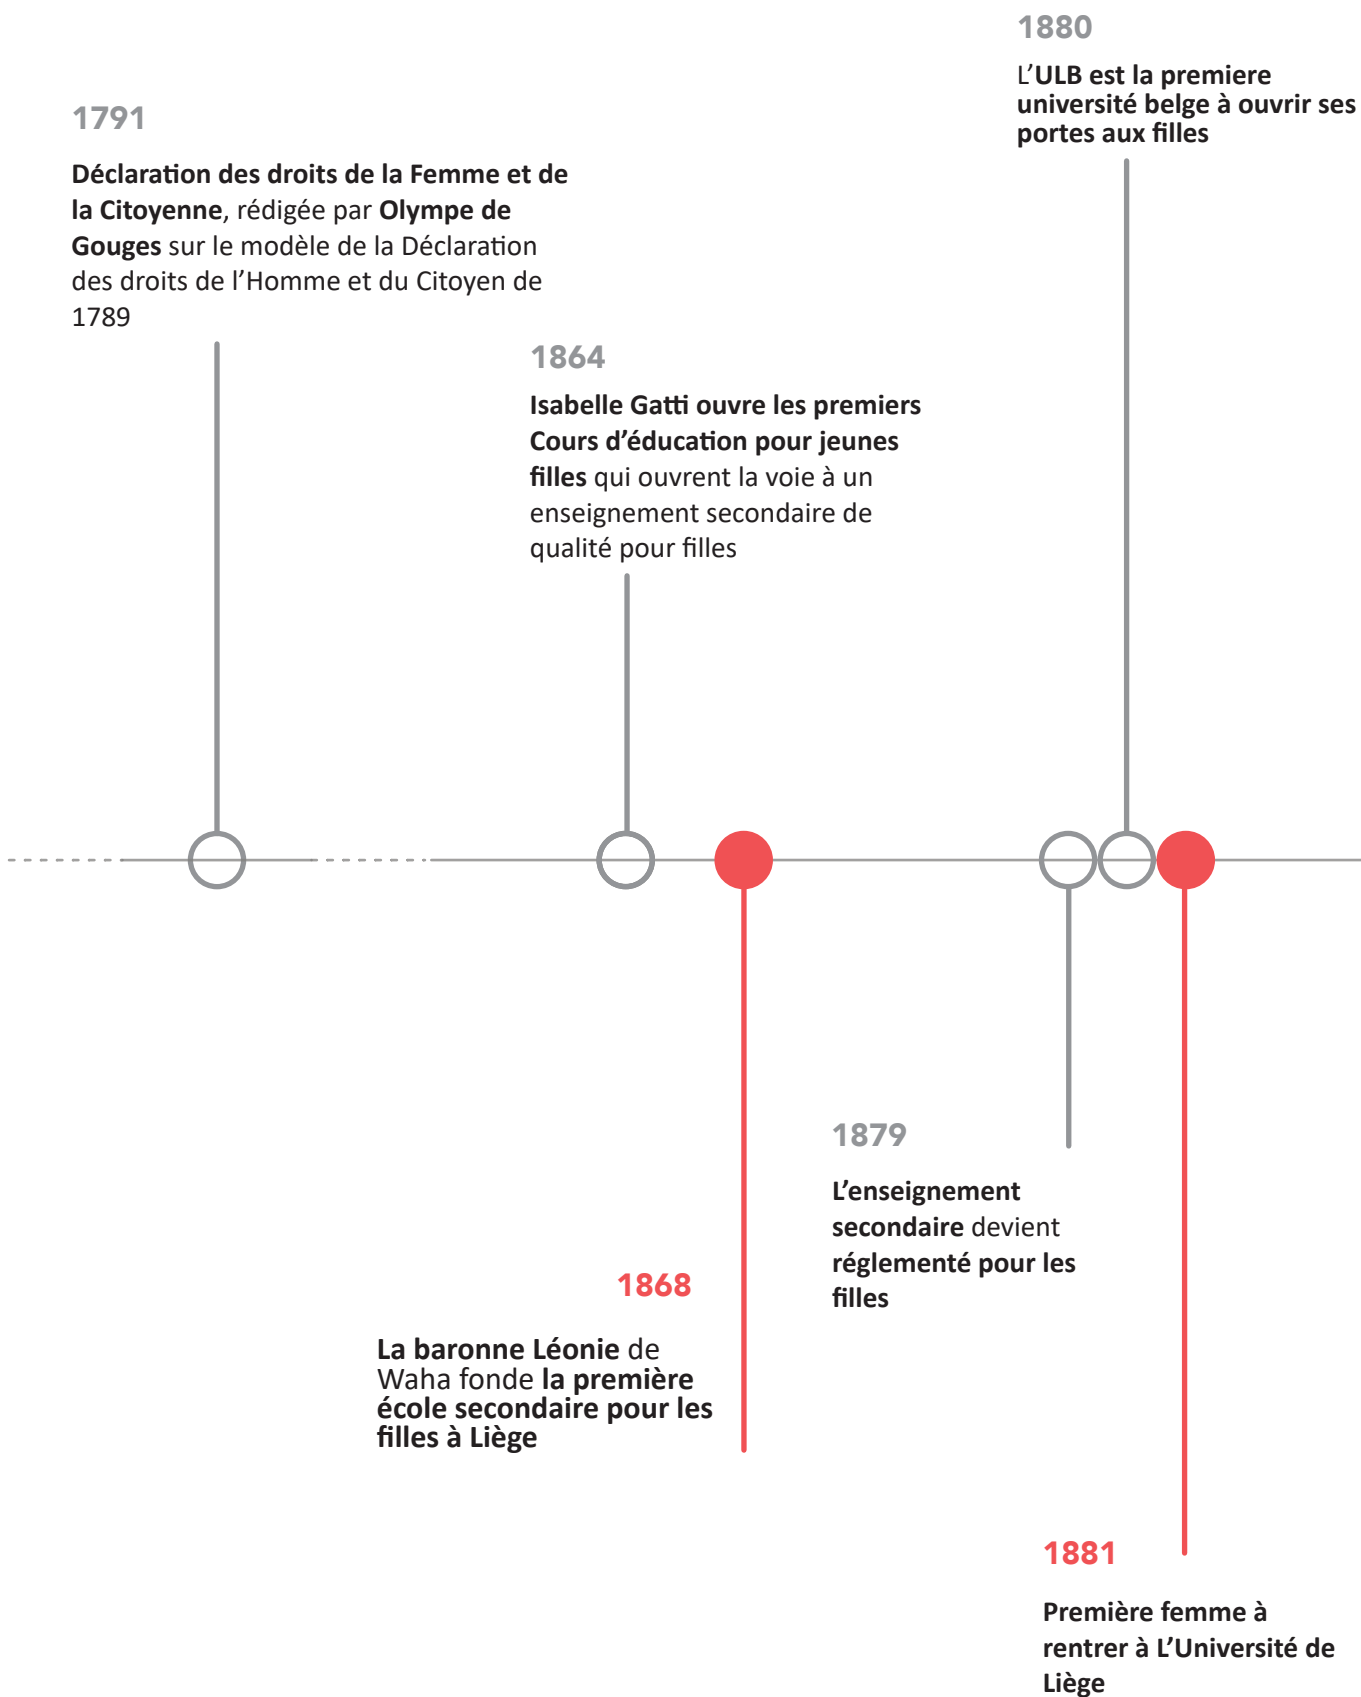 1791
Déclaration des droits de la Femme et de
la Citoyenne, rédigée par Olympe de
Gouges sur le modèle de la Déclaration
des droits de l’Homme et du Citoyen de
1789
1864
Isabelle Gatti ouvre les premiers
Cours d’éducation pour jeunes
filles qui ouvrent la voie à un
enseignement secondaire de
qualité pour filles
1880
L’ULB est la premiere
université belge à ouvrir ses
portes aux filles
1868
La baronne Léonie de
Waha fonde la première
école secondaire pour les
filles à Liège
1879
L’enseignement
secondaire devient
réglementé pour les
filles
1881
Première femme à
rentrer à L’Université de
Liège